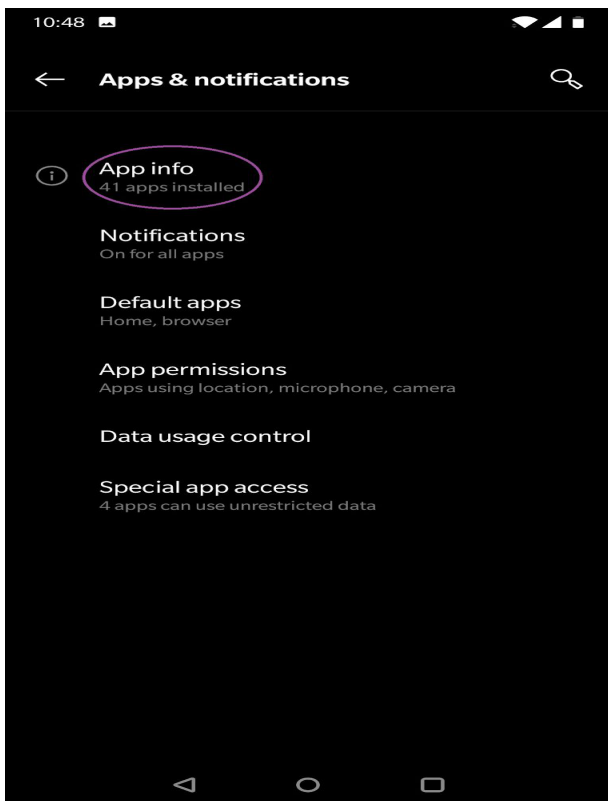 10:48
Apps & notifications
App info
41 apps installed
Notifications
On for all apps
Default apps
Home, browser
App permissions
Apps using location, microphone, camera
Data usage control
Special app access
4 apps can use unrestricted data